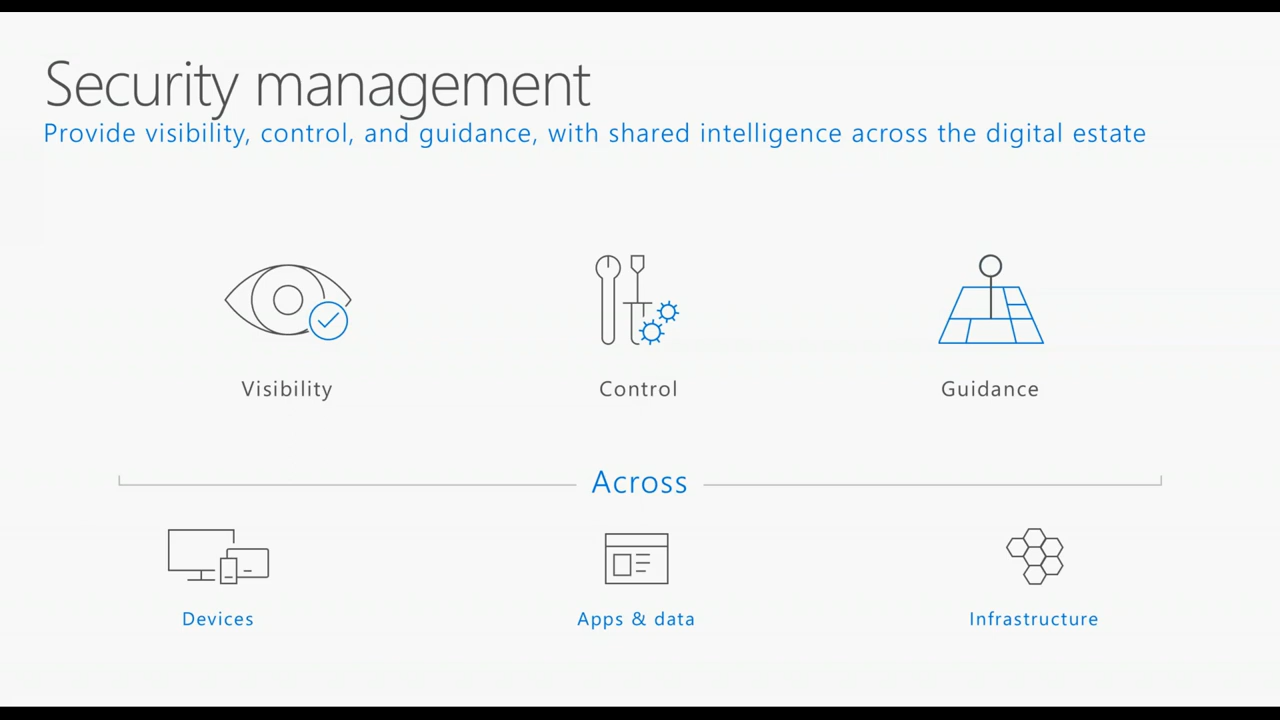 Security management
Provide visibility, control, and guidance, with shared intelligence across the digital estate
Visibility
Control
Guidance
Across
Devices
Apps & data
Infrastructure